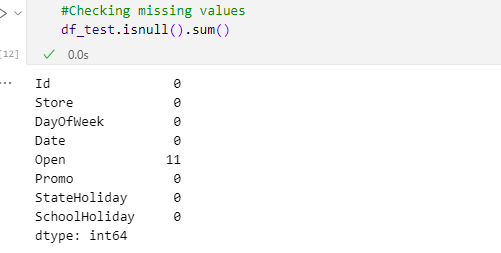 #Checking missing values
df_test.isnull().sum()
[12] 0.0s
...
Id 0
Store 0
DayOfWeek 0
Date 0
Open 11
Promo 0
StateHoliday 0
SchoolHoliday 0
dtype: int64